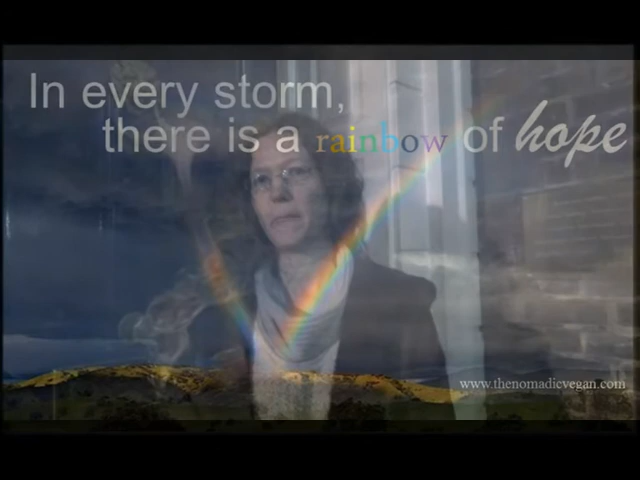 In every storm,
there is a rainbow of hope
www.thenomadicvegan.com